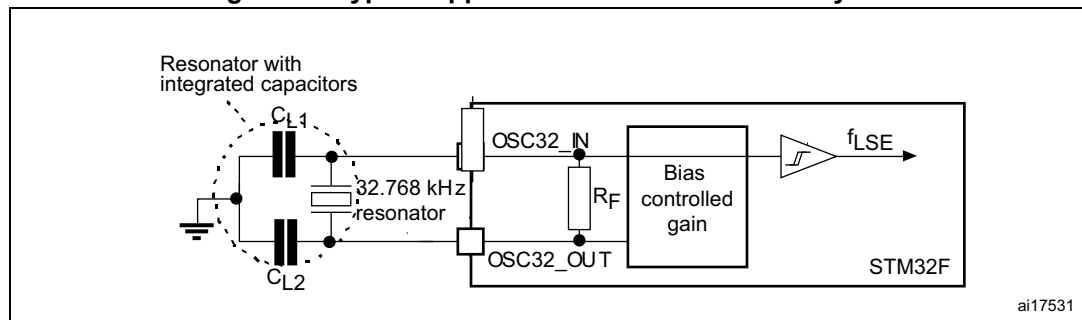 Resonator with
integrated capacitors
CL1
OSC32_IN
fLSE
32.768 kHz
resonator
RF
Bias
controlled
gain
OSC32_OUT
STM32F
CL2
ai17531